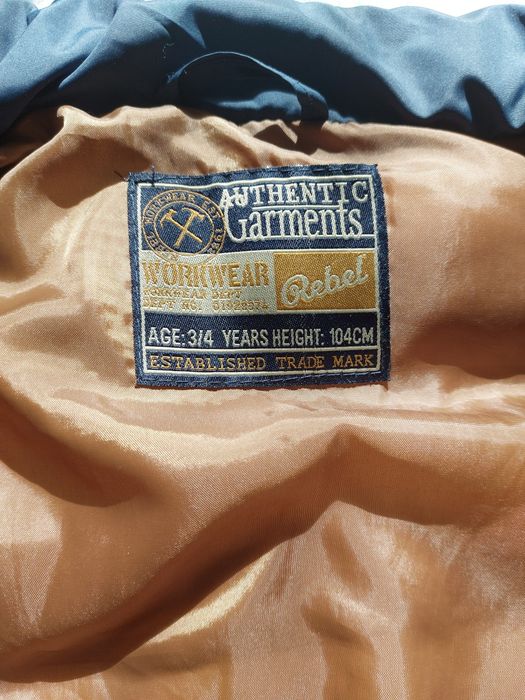 AUTHENTIC
Garments
WORKWEAR
Rebel
AGE: 3/4 YEARS HEIGHT: 104CM
ESTABLISHED TRADE MARK